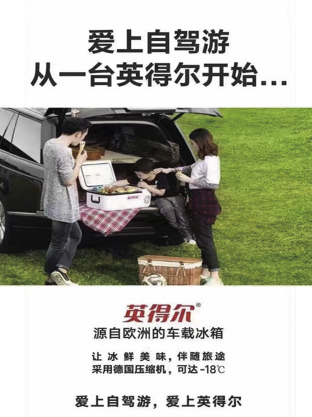 爱上自驾游
从一台英得尔开始...
英得尔®
源自欧洲的车载冰箱
让冰鲜美味，伴随旅途
采用德国压缩机，可达-18℃
爱上自驾游，爱上英得尔